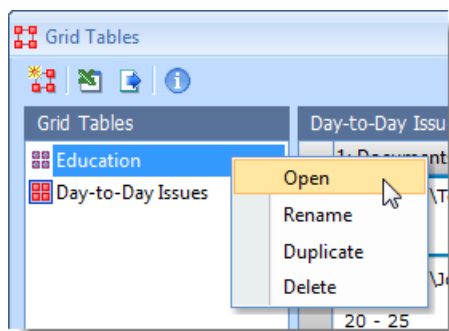 Grid Tables
Grid Tables
Day-to-Day Issu
Education
Day-to-Day Issues
Open
Rename
Duplicate
Delete
20 - 25